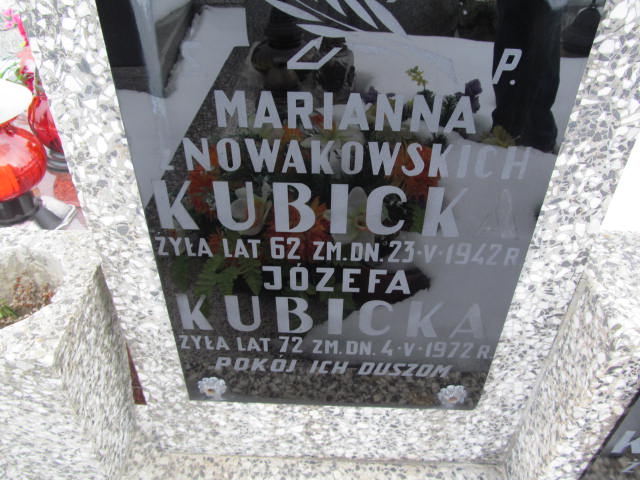 P.
MARIANNA
Z NOWAKOWSKICH
KUBICKA
ŻYŁA LAT 62 ZM. DN. 23·V·1942 R
JÓZEFA
KUBICKA
ŻYŁA LAT 72 ZM. DN. 4·V·1972 R.
POKÓJ ICH DUSZOM